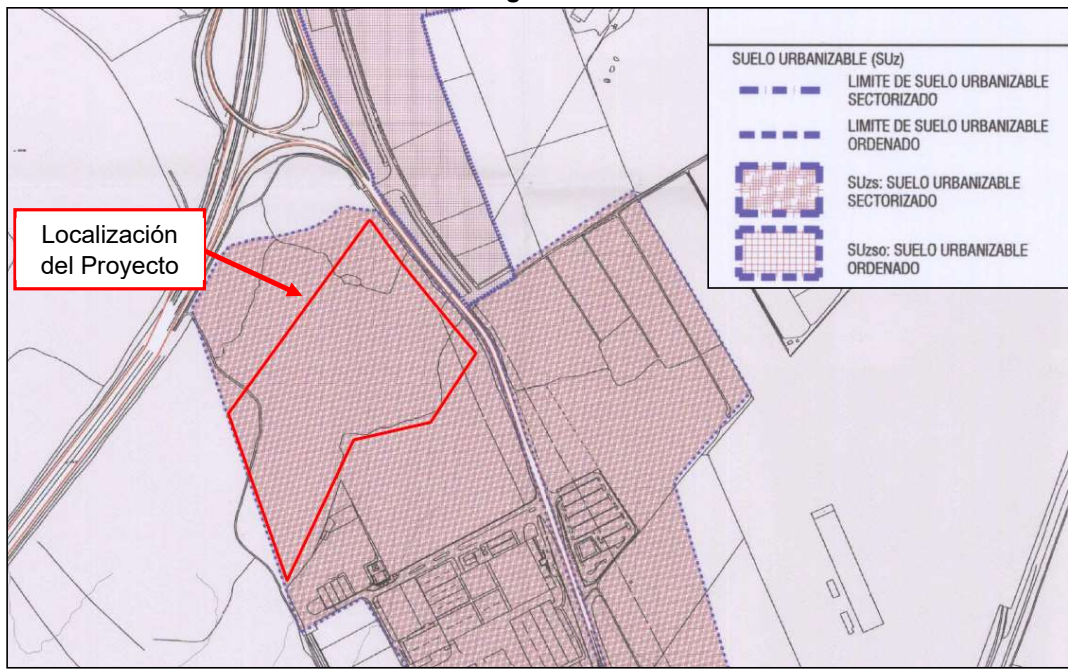 SUELO URBANIZABLE (SUz)
LIMITE DE SUELO URBANIZABLE
SECTORIZADO
LIMITE DE SUELO URBANIZABLE
ORDENADO
SUzs: SUELO URBANIZABLE
SECTORIZADO
SUzso: SUELO URBANIZABLE
ORDENADO
Localización
del Proyecto